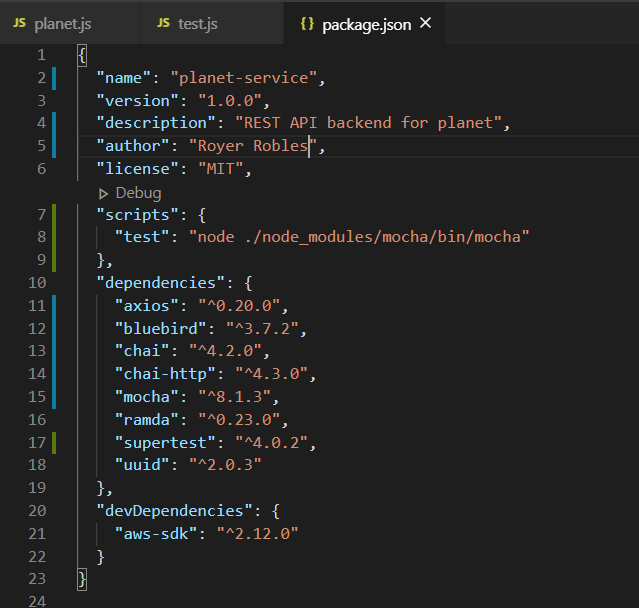 JS planet.js JS test.js {} package.json ×
1 {
2 "name": "planet-service",
3 "version": "1.0.0",
4 "description": "REST API backend for planet",
5 "author": "Royer Robles",
6 "license": "MIT",
Debug
7 "scripts": {
8 "test": "node ./node_modules/mocha/bin/mocha"
9 },
10 "dependencies": {
11 "axios": "^0.20.0",
12 "bluebird": "^3.7.2",
13 "chai": "^4.2.0",
14 "chai-http": "^4.3.0",
15 "mocha": "^8.1.3",
16 "ramda": "^0.23.0",
17 "supertest": "^4.0.2",
18 "uuid": "^2.0.3"
19 },
20 "devDependencies": {
21 "aws-sdk": "^2.12.0"
22 }
23 }
24